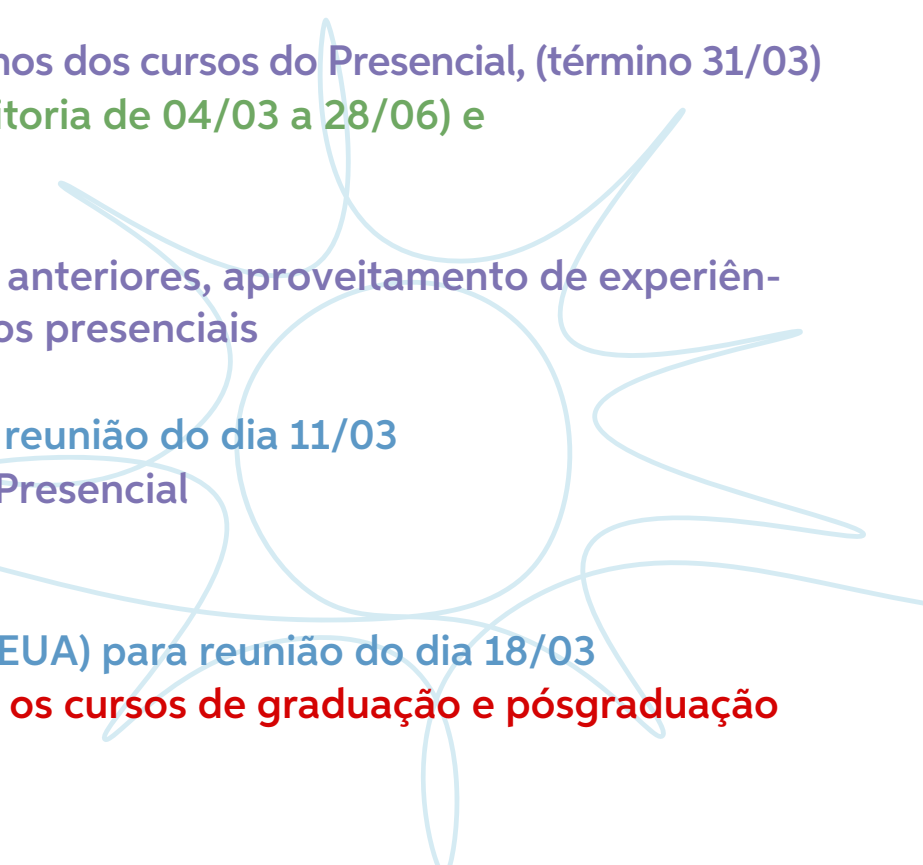 nos dos cursos do Presencial, (término 31/03)
itoria de 04/03 a 28/06) e
anteriores, aproveitamento de experiên-
os presenciais
reunião do dia 11/03
Presencial
EUA) para reunião do dia 18/03
os cursos de graduação e pósgraduação